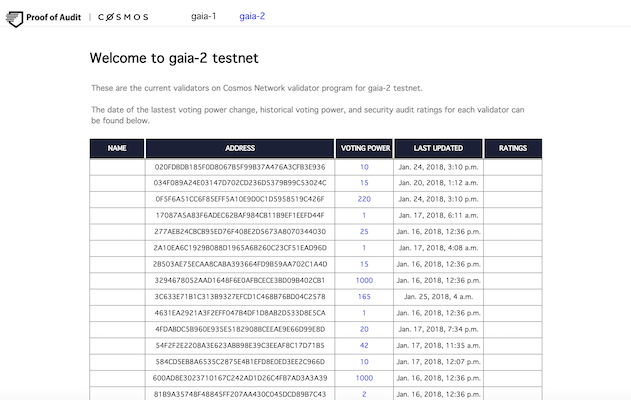 Proof of Audit | CØSMOS gaia-1 gaia-2
Welcome to gaia-2 testnet
These are the current validators on Cosmos Network validator program for gaia-2 testnet.
The date of the lastest voting power change, historical voting power, and security audit ratings for each validator can
be found below.
NAME ADDRESS VOTING POWER LAST UPDATED RATINGS
020FDBDB185F0D8067B5F99B37A476A3CFB3E936 10 Jan. 24, 2018, 3:10 p.m.
034F089A24E03147D702CD236D5379B99C53024C 15 Jan. 20, 2018, 1:12 a.m.
0F5F6A51CC6F85EFF5A10E9D0C1D5958519C426F 220 Jan. 24, 2018, 3:10 p.m.
17087A5A83F6ADEC62BAF984CB11B9EF1EEFD44F 1 Jan. 17, 2018, 6:11 a.m.
277AEB24CBCB95ED76F408E2D5673A8070344030 25 Jan. 16, 2018, 12:36 p.m.
2A10EA6C1929B088D1965A6B260C23CF51EAD96D 1 Jan. 17, 2018, 4:08 a.m.
2B503AE75ECAA8CABA393664FD9B59AA702C1A4D 15 Jan. 16, 2018, 12:36 p.m.
3294678052AAD1648F6E0AFBCECE3BD09B402CB1 1000 Jan. 16, 2018, 12:36 p.m.
3C633E71B1C313B9327EFCD1C468B76BD04C2578 165 Jan. 25, 2018, 4 a.m.
4631EA2921A3F2EFF047B4DF1D8AB2D533D8E5CA 1 Jan. 16, 2018, 12:36 p.m.
4FDABDC5B960E935E5182908BCEEAE9E66D99E8D 20 Jan. 17, 2018, 7:34 p.m.
54F2F2E2208A3E623ABB98E39C3EEAF8C17D71B5 42 Jan. 17, 2018, 11:35 a.m.
584CD5EB8A6535C2875E4B1EFD8E0ED3EE2C966D 10 Jan. 17, 2018, 12:07 p.m.
600AD8E3023710167C242AD1D26C4FB7AD3A3A39 1000 Jan. 16, 2018, 12:36 p.m.
81B9A35748F48845FF207AA430C045DCD89B7C43 2 Jan. 16, 2018, 12:36 p.m.